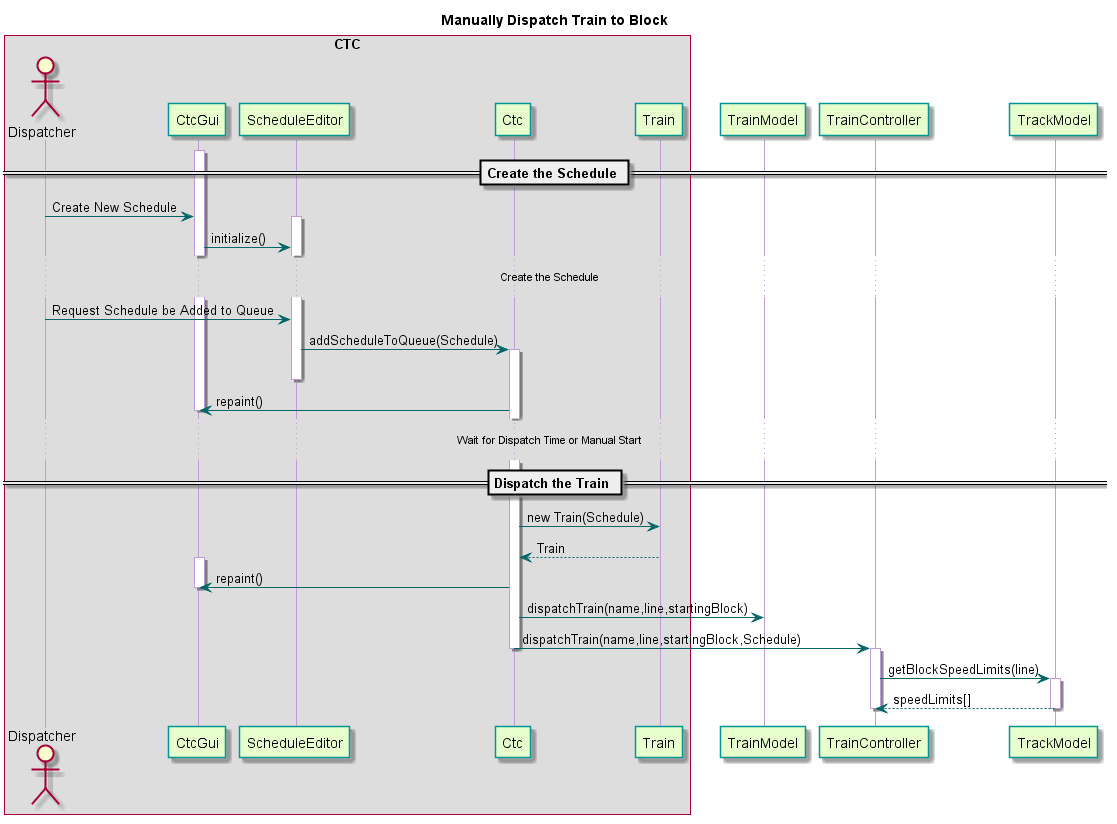 Manually Dispatch Train to Block
CTC
Dispatcher
CtcGui
ScheduleEditor
Ctc
Train
TrainModel
TrainController
TrackModel
Create the Schedule
Create New Schedule
initialize()
Create the Schedule
Request Schedule be Added to Queue
addScheduleToQueue(Schedule)
repaint()
Wait for Dispatch Time or Manual Start
Dispatch the Train
new Train(Schedule)
Train
repaint()
dispatchTrain(name,line,startingBlock)
dispatchTrain(name,line,startingBlock,Schedule)
getBlockSpeedLimits(line)
speedLimits[]
Dispatcher
CtcGui
ScheduleEditor
Ctc
Train
TrainModel
TrainController
TrackModel